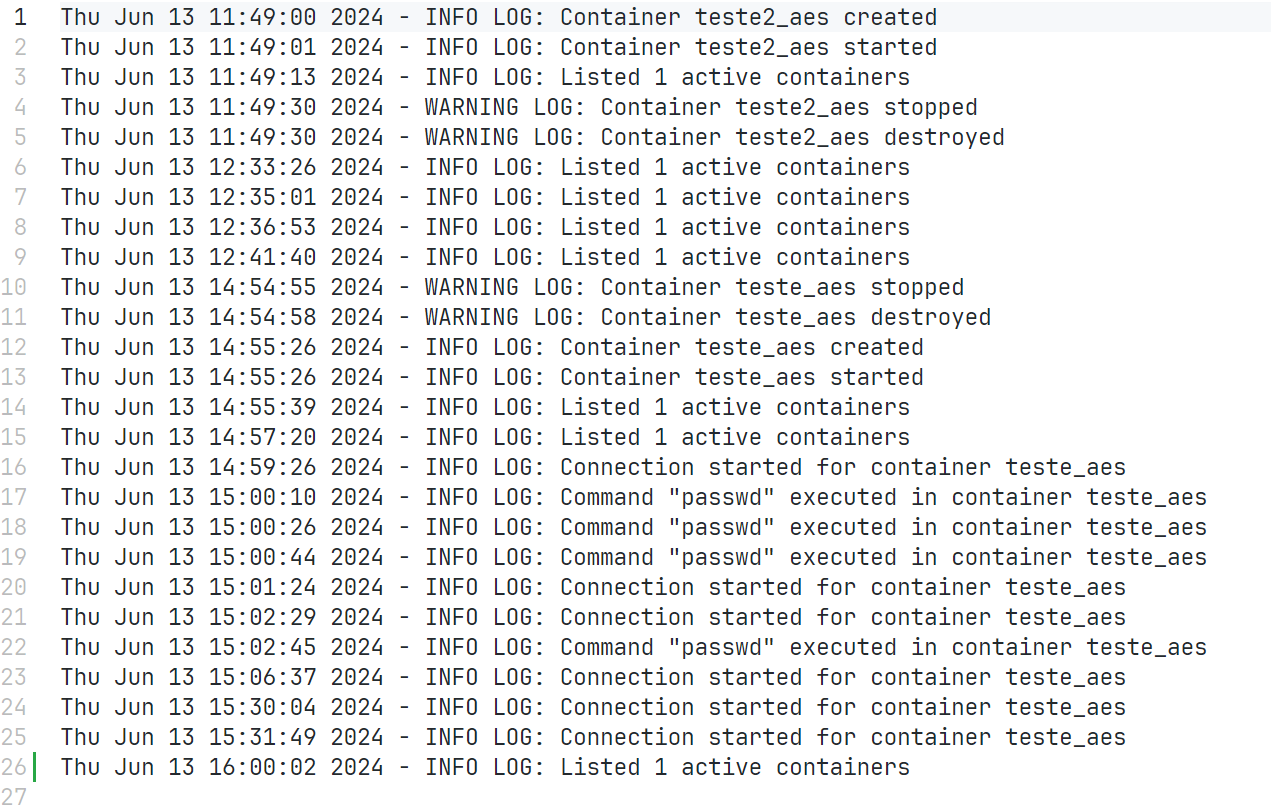 1 Thu Jun 13 11:49:00 2024 - INFO LOG: Container teste2_aes created
2 Thu Jun 13 11:49:01 2024 - INFO LOG: Container teste2_aes started
3 Thu Jun 13 11:49:13 2024 - INFO LOG: Listed 1 active containers
4 Thu Jun 13 11:49:30 2024 - WARNING LOG: Container teste2_aes stopped
5 Thu Jun 13 11:49:30 2024 - WARNING LOG: Container teste2_aes destroyed
6 Thu Jun 13 12:33:26 2024 - INFO LOG: Listed 1 active containers
7 Thu Jun 13 12:35:01 2024 - INFO LOG: Listed 1 active containers
8 Thu Jun 13 12:36:53 2024 - INFO LOG: Listed 1 active containers
9 Thu Jun 13 12:41:40 2024 - INFO LOG: Listed 1 active containers
10 Thu Jun 13 14:54:55 2024 - WARNING LOG: Container teste_aes stopped
11 Thu Jun 13 14:54:58 2024 - WARNING LOG: Container teste_aes destroyed
12 Thu Jun 13 14:55:26 2024 - INFO LOG: Container teste_aes created
13 Thu Jun 13 14:55:26 2024 - INFO LOG: Container teste_aes started
14 Thu Jun 13 14:55:39 2024 - INFO LOG: Listed 1 active containers
15 Thu Jun 13 14:57:20 2024 - INFO LOG: Listed 1 active containers
16 Thu Jun 13 14:59:26 2024 - INFO LOG: Connection started for container teste_aes
17 Thu Jun 13 15:00:10 2024 - INFO LOG: Command "passwd" executed in container teste_aes
18 Thu Jun 13 15:00:26 2024 - INFO LOG: Command "passwd" executed in container teste_aes
19 Thu Jun 13 15:00:44 2024 - INFO LOG: Command "passwd" executed in container teste_aes
20 Thu Jun 13 15:01:24 2024 - INFO LOG: Connection started for container teste_aes
21 Thu Jun 13 15:02:29 2024 - INFO LOG: Connection started for container teste_aes
22 Thu Jun 13 15:02:45 2024 - INFO LOG: Command "passwd" executed in container teste_aes
23 Thu Jun 13 15:06:37 2024 - INFO LOG: Connection started for container teste_aes
24 Thu Jun 13 15:30:04 2024 - INFO LOG: Connection started for container teste_aes
25 Thu Jun 13 15:31:49 2024 - INFO LOG: Connection started for container teste_aes
26 Thu Jun 13 16:00:02 2024 - INFO LOG: Listed 1 active containers
27